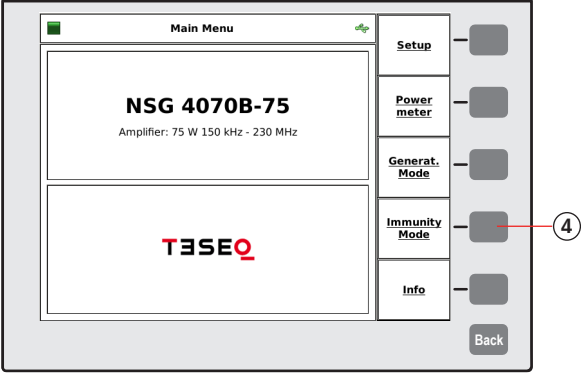 Main Menu
Setup
NSG 4070B-75
Amplifier: 75 W 150 kHz - 230 MHz
Power
meter
Generat.
Mode
Immunity
Mode
4
TESEQ
Info
Back